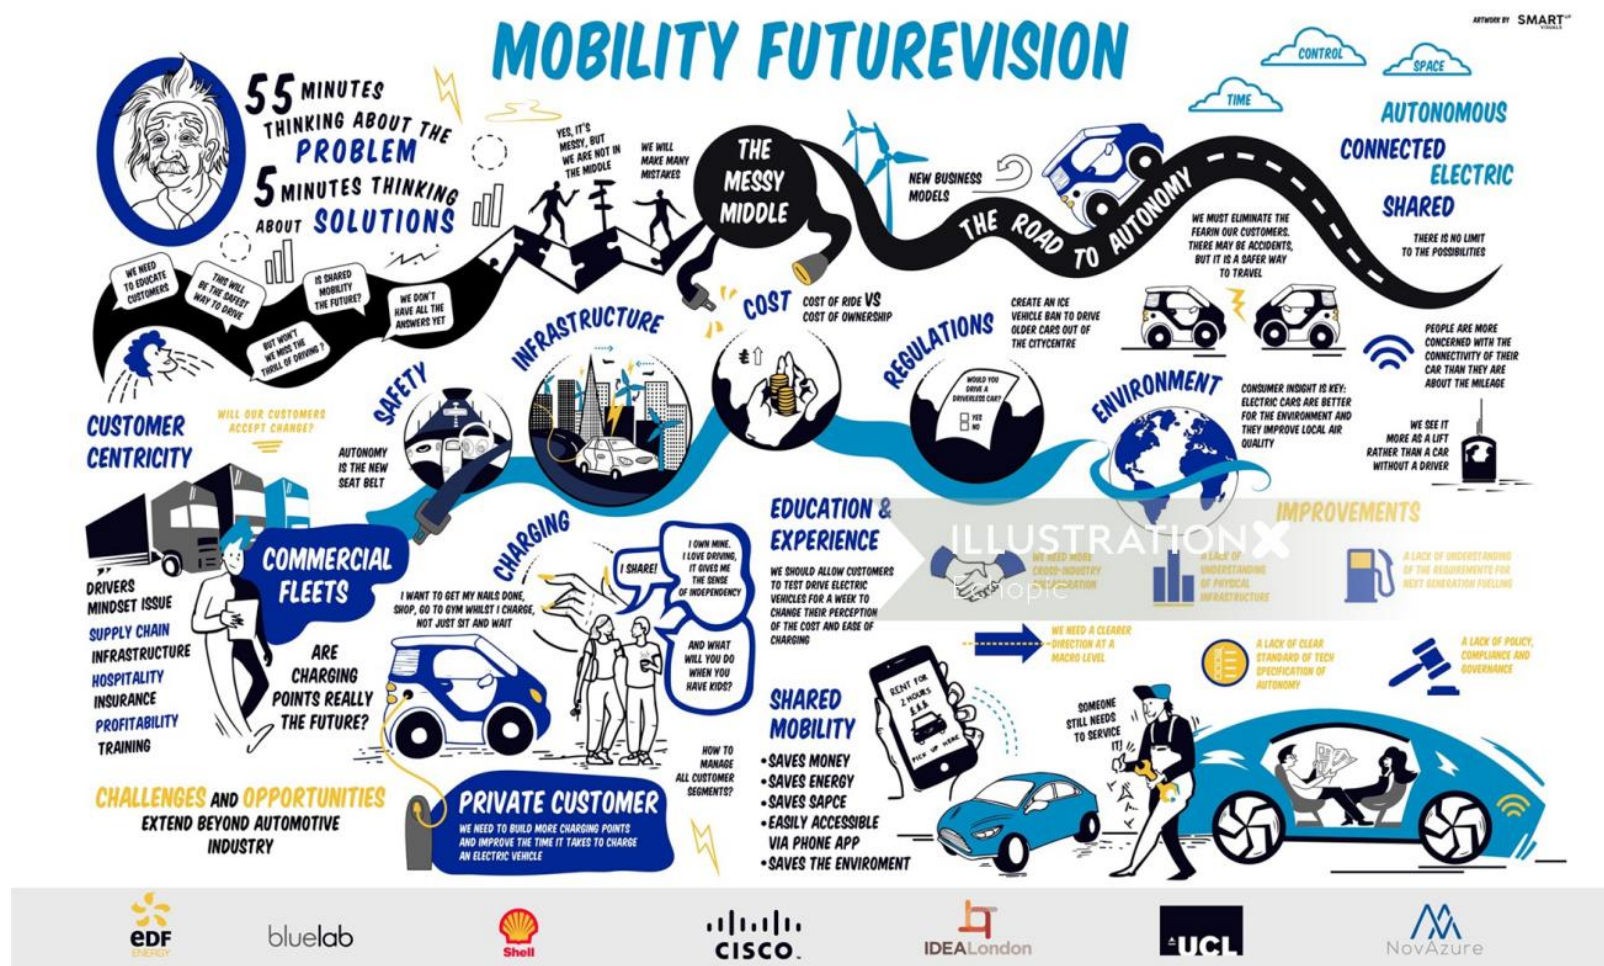 MOBILITY FUTUREVISION
ARTWORK BY SMART UP
VISUALS
55 MINUTES
THINKING ABOUT THE
PROBLEM
5 MINUTES THINKING
ABOUT SOLUTIONS
YES, IT'S
MESSY, BUT
WE ARE NOT IN
THE MIDDLE
WE WILL
MAKE MANY
MISTAKES
THE
MESSY
MIDDLE
NEW BUSINESS
MODELS
THE ROAD TO AUTONOMY
TIME
CONTROL
SPACE
AUTONOMOUS
CONNECTED
ELECTRIC
SHARED
THERE IS NO LIMIT
TO THE POSSIBILITIES
WE MUST ELIMINATE THE
FEARIN OUR CUSTOMERS.
THERE MAY BE ACCIDENTS,
BUT IT IS A SAFER WAY
TO TRAVEL
WE NEED
TO EDUCATE
CUSTOMERS
THIS WILL
BE THE SAFEST
WAY TO DRIVE
IS SHARED
MOBILITY
THE FUTURE?
BUT WON'T
WE MISS THE
THRILL OF DRIVING?
WE DON'T
HAVE ALL THE
ANSWERS YET
CUSTOMER
CENTRICITY
WILL OUR CUSTOMERS
ACCEPT CHANGE?
SAFETY
AUTONOMY
IS THE NEW
SEAT BELT
INFRASTRUCTURE
COST
COST OF RIDE VS
COST OF OWNERSHIP
REGULATIONS
CREATE AN ICE
VEHICLE BAN TO DRIVE
OLDER CARS OUT OF
THE CITYCENTRE
WOULD YOU
DRIVE A
DRIVERLESS CAR?
YES
NO
ENVIRONMENT
CONSUMER INSIGHT IS KEY:
ELECTRIC CARS ARE BETTER
FOR THE ENVIRONMENT AND
THEY IMPROVE LOCAL AIR
QUALITY
PEOPLE ARE MORE
CONCERNED WITH THE
CONNECTIVITY OF THEIR
CAR THAN THEY ARE
ABOUT THE MILEAGE
WE SEE IT
MORE AS A LIFT
RATHER THAN A CAR
WITHOUT A DRIVER
COMMERCIAL
FLEETS
DRIVERS
MINDSET ISSUE
SUPPLY CHAIN
INFRASTRUCTURE
HOSPITALITY
INSURANCE
PROFITABILITY
TRAINING
ARE
CHARGING
POINTS REALLY
THE FUTURE?
CHARGING
I WANT TO GET MY NAILS DONE,
SHOP, GO TO GYM WHILST I CHARGE,
NOT JUST SIT AND WAIT
I SHARE!
I OWN MINE.
I LOVE DRIVING,
IT GIVES ME
THE SENSE
OF INDEPENDENCY
AND WHAT
WILL YOU DO
WHEN YOU
HAVE KIDS?
HOW TO
MANAGE
ALL CUSTOMER
SEGMENTS?
CHALLENGES AND OPPORTUNITIES
EXTEND BEYOND AUTOMOTIVE
INDUSTRY
PRIVATE CUSTOMER
WE NEED TO BUILD MORE CHARGING POINTS
AND IMPROVE THE TIME IT TAKES TO CHARGE
AN ELECTRIC VEHICLE
EDUCATION &
EXPERIENCE
WE SHOULD ALLOW CUSTOMERS
TO TEST DRIVE ELECTRIC
VEHICLES FOR A WEEK TO
CHANGE THEIR PERCEPTION
OF THE COST AND EASE OF
CHARGING
SHARED
MOBILITY
•SAVES MONEY
•SAVES ENERGY
•SAVES SAPCE
•EASILY ACCESSIBLE
VIA PHONE APP
•SAVES THE ENVIROMENT
RENT FOR
2 HOURS
£££
PICK UP HERE
IMPROVEMENTS
ILLUSTRATIONX
WE NEED MORE
CROSS-INDUSTRY
A LACK OF
UNDERSTANDING
OF PHYSICAL
INFRASTRUCTURE
A LACK OF UNDERSTANDING
OF THE REQUIREMENTS FOR
NEXT GENERATION FUELLING
WE NEED A CLEARER
DIRECTION AT A
MACRO LEVEL
A LACK OF CLEAR
STANDARD OF TECH
SPECIFICATION OF
AUTONOMY
A LACK OF POLICY,
COMPLIANCE AND
GOVERNANCE
SOMEONE
STILL NEEDS
TO SERVICE
IT!
eDF
ENERGY
bluelab
Shell
CISCO
IDEALondon
UCL
NovAzure